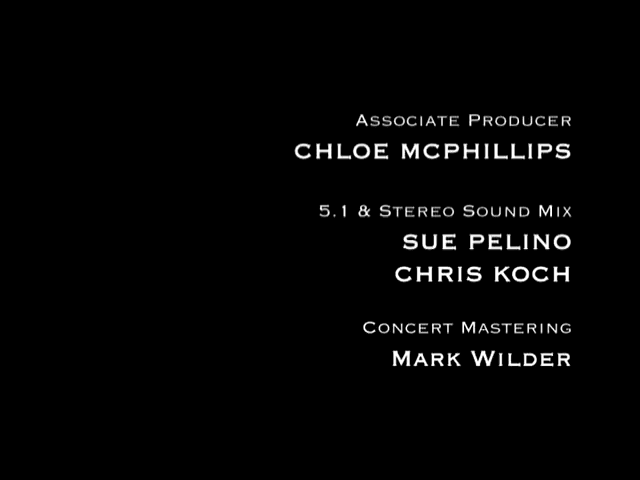 Associate Producer
CHLOE MCPHILLIPS
5.1 & Stereo Sound Mix
SUE PELINO
CHRIS KOCH
Concert Mastering
Mark Wilder